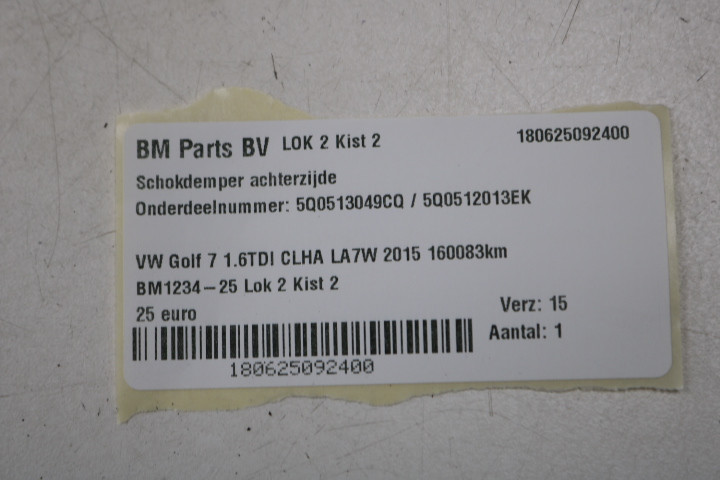 BM Parts BV LOK 2 Kist 2 180625092400
Schokdemper achterzijde
Onderdeelnummer: 5Q0513049CQ / 5Q0512013EK
VW Golf 7 1.6TDI CLHA LA7W 2015 160083km
BM1234-25 Lok 2 Kist 2
25 euro Verz: 15
Aantal: 1
180625092400